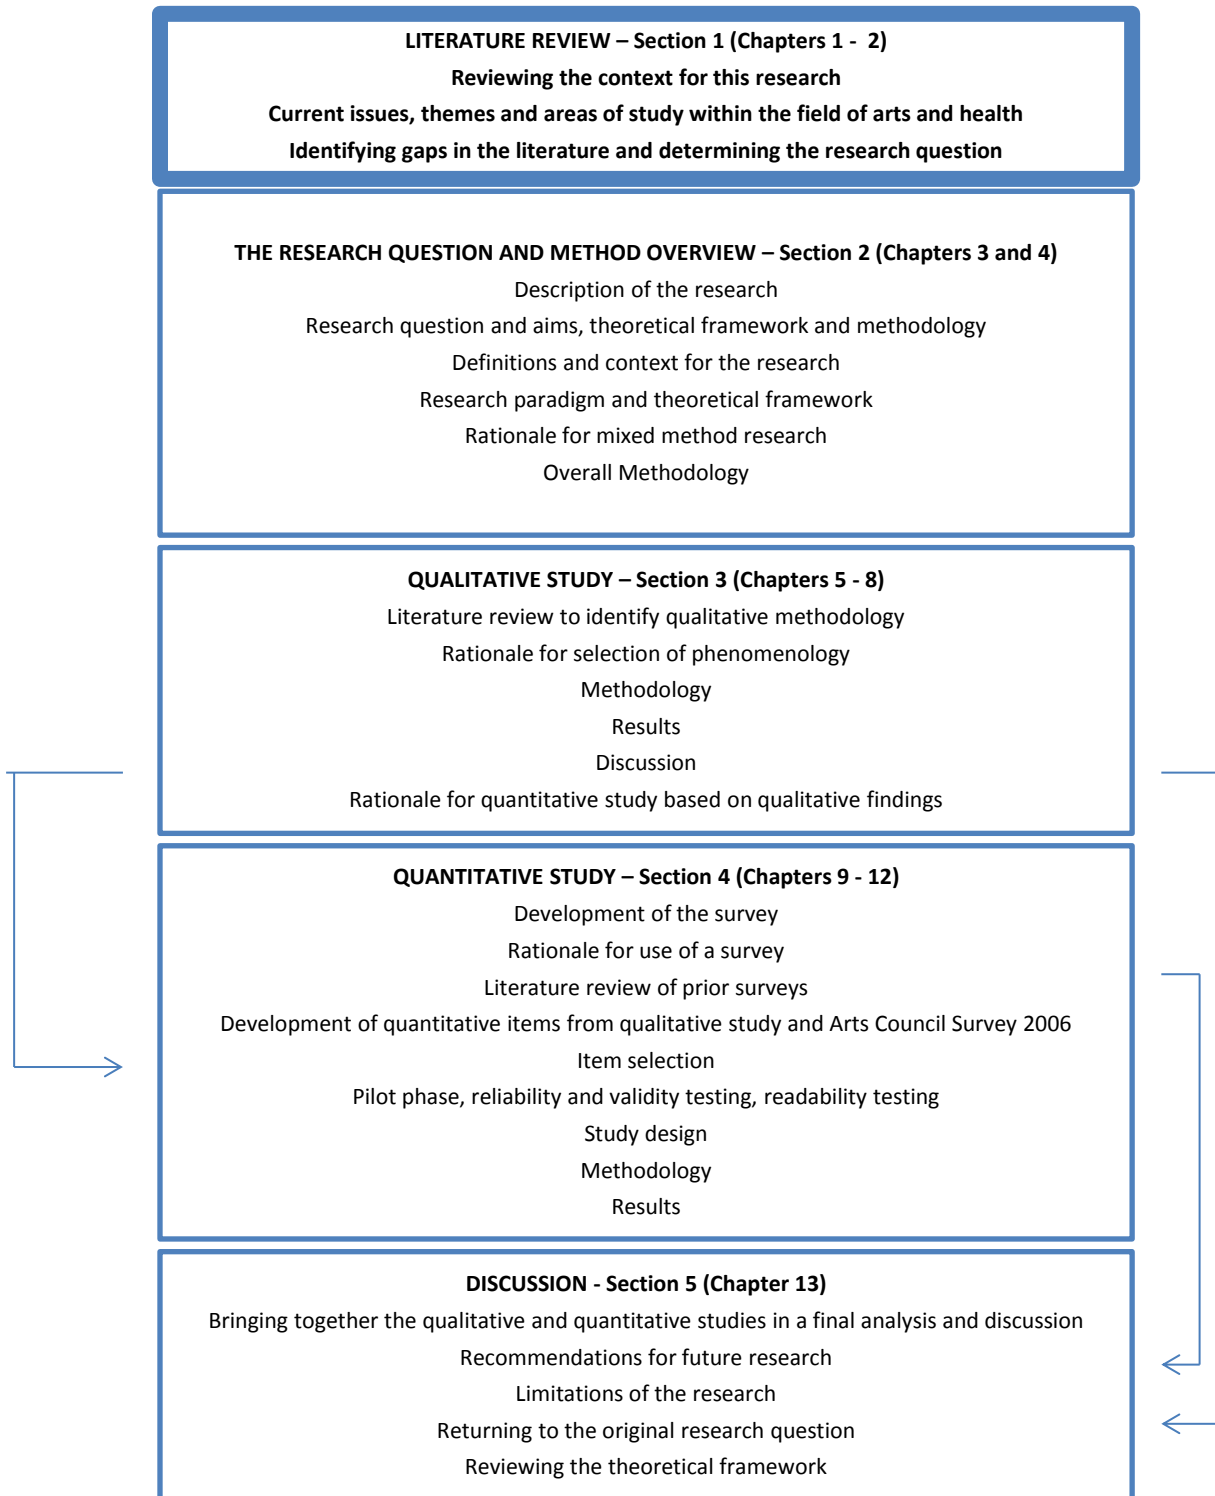 LITERATURE REVIEW – Section 1 (Chapters 1 - 2)
Reviewing the context for this research
Current issues, themes and areas of study within the field of arts and health
Identifying gaps in the literature and determining the research question
THE RESEARCH QUESTION AND METHOD OVERVIEW – Section 2 (Chapters 3 and 4)
Description of the research
Research question and aims, theoretical framework and methodology
Definitions and context for the research
Research paradigm and theoretical framework
Rationale for mixed method research
Overall Methodology
QUALITATIVE STUDY – Section 3 (Chapters 5 - 8)
Literature review to identify qualitative methodology
Rationale for selection of phenomenology
Methodology
Results
Discussion
Rationale for quantitative study based on qualitative findings
QUANTITATIVE STUDY – Section 4 (Chapters 9 - 12)
Development of the survey
Rationale for use of a survey
Literature review of prior surveys
Development of quantitative items from qualitative study and Arts Council Survey 2006
Item selection
Pilot phase, reliability and validity testing, readability testing
Study design
Methodology
Results
DISCUSSION - Section 5 (Chapter 13)
Bringing together the qualitative and quantitative studies in a final analysis and discussion
Recommendations for future research
Limitations of the research
Returning to the original research question
Reviewing the theoretical framework